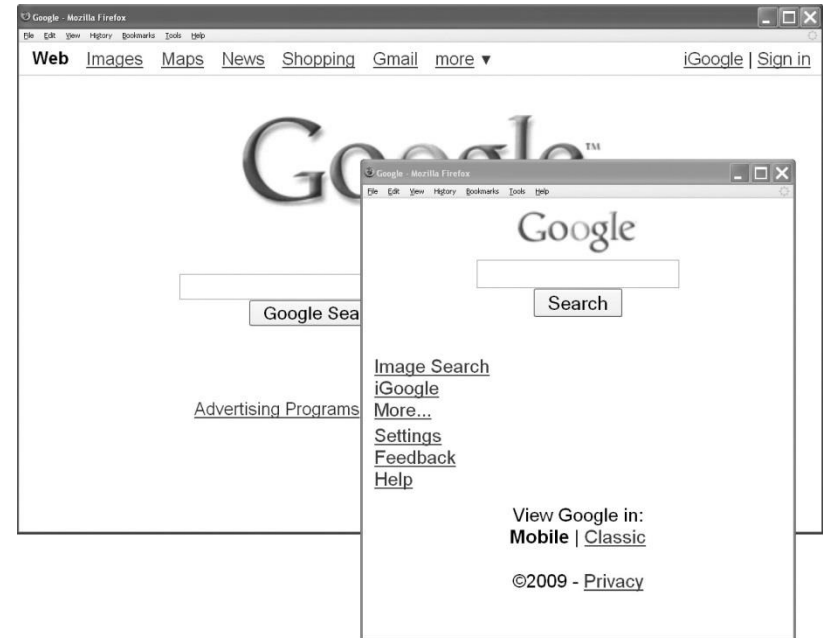 Google - Mozilla Firefox
File Edit View History Bookmarks Tools Help
Web Images Maps News Shopping Gmail more ▼ iGoogle | Sign in
Google™
Google Sea
Advertising Programs
Google - Mozilla Firefox
File Edit View History Bookmarks Tools Help
Google
Search
Image Search
iGoogle
More...
Settings
Feedback
Help
View Google in:
Mobile | Classic
©2009 - Privacy